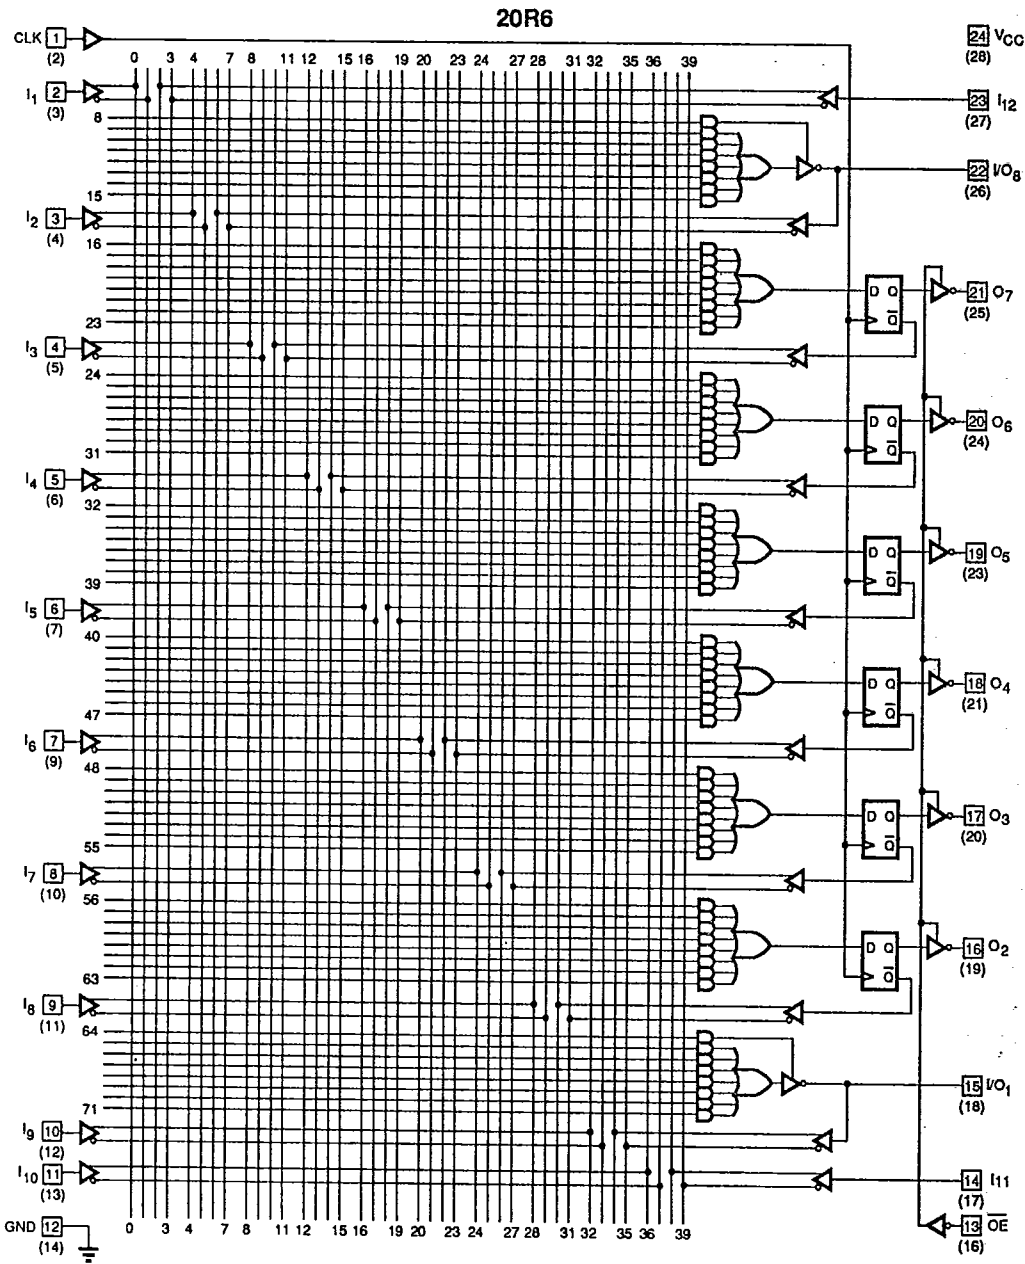 20R6
CLK 1 (2)
24 VCC (28)
0 3 4 7 8 11 12 15 16 19 20 23 24 27 28 31 32 35 36 39
I1 2 (3)
23 I12 (27)
8
15
22 I/O8 (26)
I2 3 (4)
16
23
D Q
Q
21 O7 (25)
I3 4 (5)
24
31
D Q
Q
20 O6 (24)
I4 5 (6)
32
39
D Q
Q
19 O5 (23)
I5 6 (7)
40
47
D Q
Q
18 O4 (21)
I6 7 (9)
48
55
D Q
Q
17 O3 (20)
I7 8 (10)
56
63
D Q
Q
16 O2 (19)
I8 9 (11)
64
71
15 I/O1 (18)
I9 10 (12)
I10 11 (13)
14 I11 (17)
GND 12 (14)
0 3 4 7 8 11 12 15 16 19 20 23 24 27 28 31 32 35 36 39
13 OE (16)